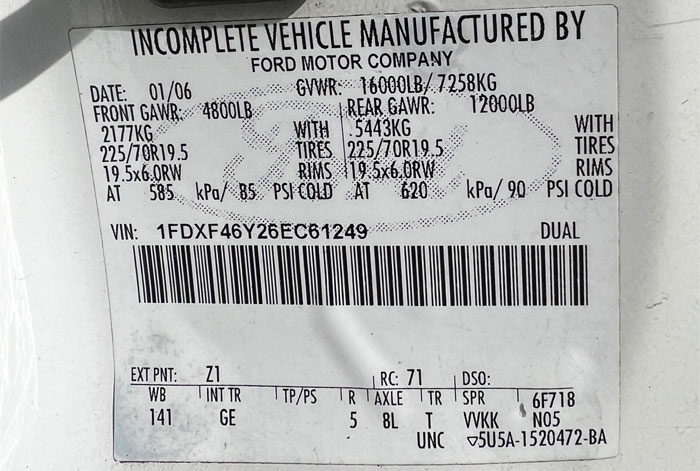 INCOMPLETE VEHICLE MANUFACTURED BY
FORD MOTOR COMPANY
DATE: 01/06 GVWR: 16000LB/ 7258KG
FRONT GAWR: 4800LB REAR GAWR: 12000LB
2177KG WITH 5443KG WITH
225/70R19.5 TIRES 225/70R19.5 TIRES
19.5x6.0RW RIMS 19.5x6.0RW RIMS
AT 585 kPa/ 85 PSI COLD AT 620 kPa/ 90 PSI COLD
VIN: 1FDXF46Y26EC61249 DUAL
EXT PNT: Z1 RC: 71 DSO:
WB INT TR TP/PS R AXLE TR SPR 6F718
141 GE 5 8L T VVKK N05
UNC ▽5U5A-1520472-BA